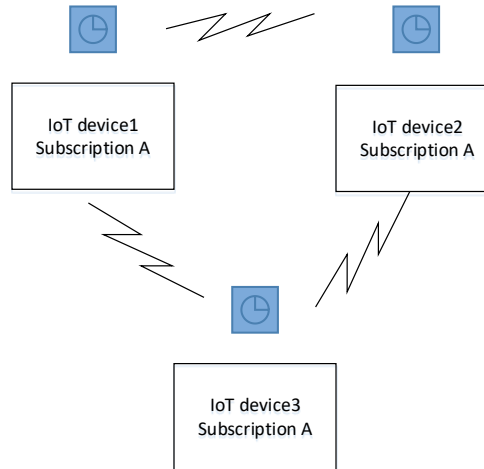 IoT device1
Subscription A
IoT device2
Subscription A
IoT device3
Subscription A